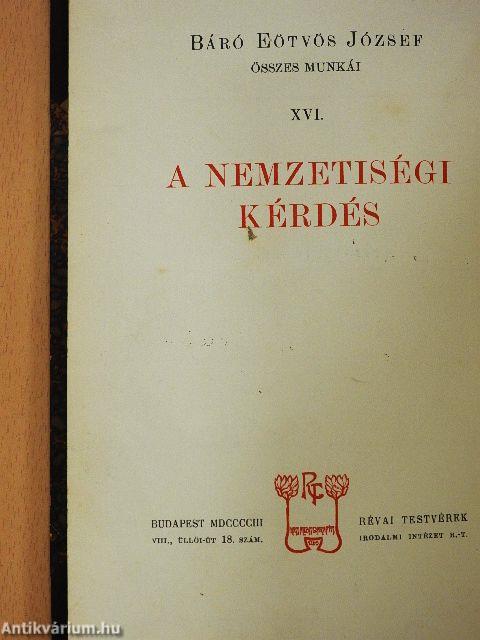 BÁRÓ EÖTVÖS JÓZSEF
ÖSSZES MUNKÁI
XVI.
A NEMZETISÉGI
KÉRDÉS
BUDAPEST MDCCCCIII
VIII., ÜLLŐI-ÚT 18. SZÁM.
RÉVAI TESTVÉREK
IRODALMI INTÉZET R.-T.
Antikvárium.hu